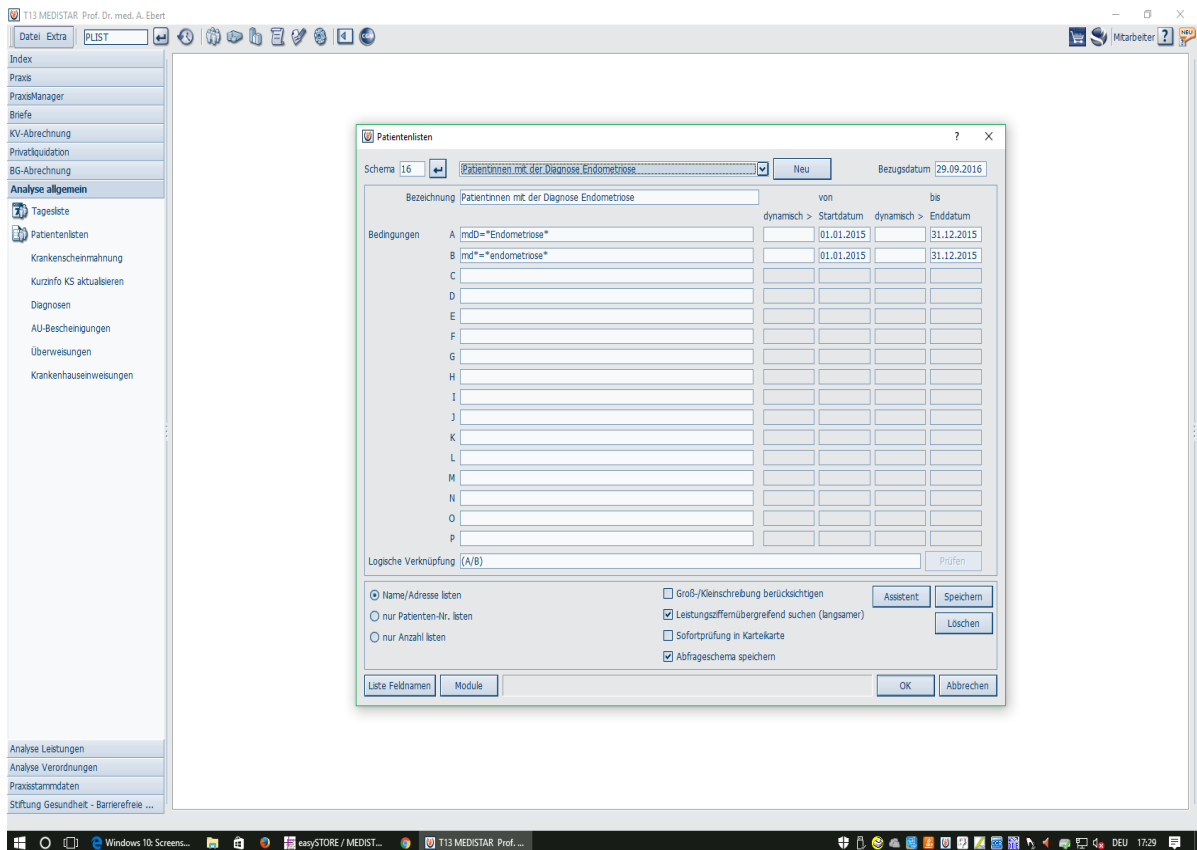 T13 MEDISTAR Prof. Dr. med. A. Ebert
Datei Extra PLIST Mitarbeiter ? NEU
Index
Praxis
PraxisManager
Briefe
KV-Abrechnung
Privatliquidation
BG-Abrechnung
Analyse allgemein
Tagesliste
Patientenlisten
Krankenscheinmahnung
Kurzinfo KS aktualisieren
Diagnosen
AU-Bescheinigungen
Überweisungen
Krankenhauseinweisungen
Analyse Leistungen
Analyse Verordnungen
Praxisstammdaten
Stiftung Gesundheit - Barrierefreie ...
Patientenlisten ?
Schema 16 Patientinnen mit der Diagnose Endometriose Neu Bezugsdatum 29.09.2016
Bezeichnung Patientinnen mit der Diagnose Endometriose von bis
dynamisch > Startdatum dynamisch > Enddatum
Bedingungen A mdD=*Endometriose* 01.01.2015 31.12.2015
B md*=*endometriose* 01.01.2015 31.12.2015
C
D
E
F
G
H
I
J
K
L
M
N
O
P
Logische Verknüpfung (A/B) Prüfen
Name/Adresse listen Groß-/Kleinschreibung berücksichtigen Assistent Speichern
nur Patienten-Nr. listen Leistungsziffernübergreifend suchen (langsamer) Löschen
nur Anzahl listen Sofortprüfung in Karteikarte
Abfrageschema speichern
Liste Feldnamen Module OK Abbrechen
Windows 10: Screens... easySTORE / MEDIST... T13 MEDISTAR Prof. ... DEU 17:29